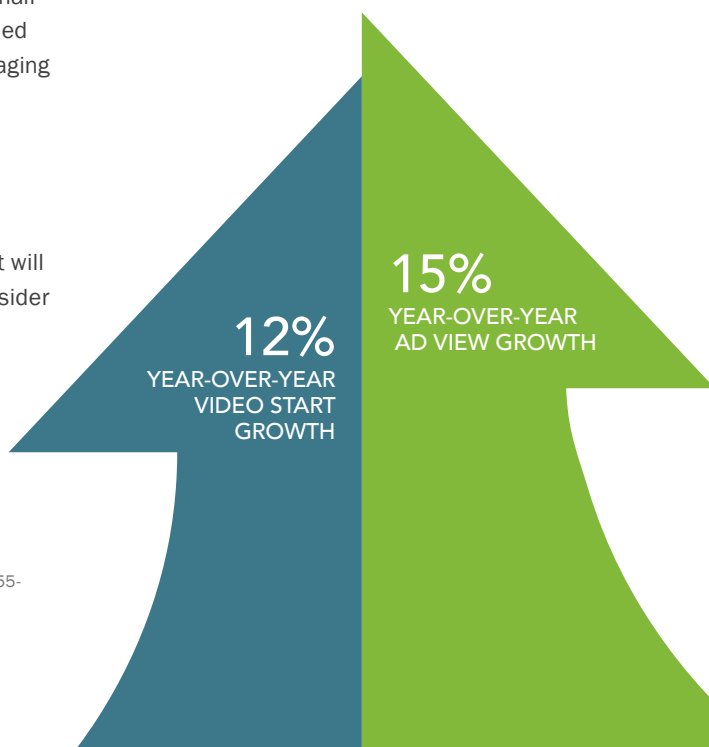 ed
aging
t will
sider
15%
YEAR-OVER-YEAR
AD VIEW GROWTH
12%
YEAR-OVER-YEAR
VIDEO START
GROWTH
55-